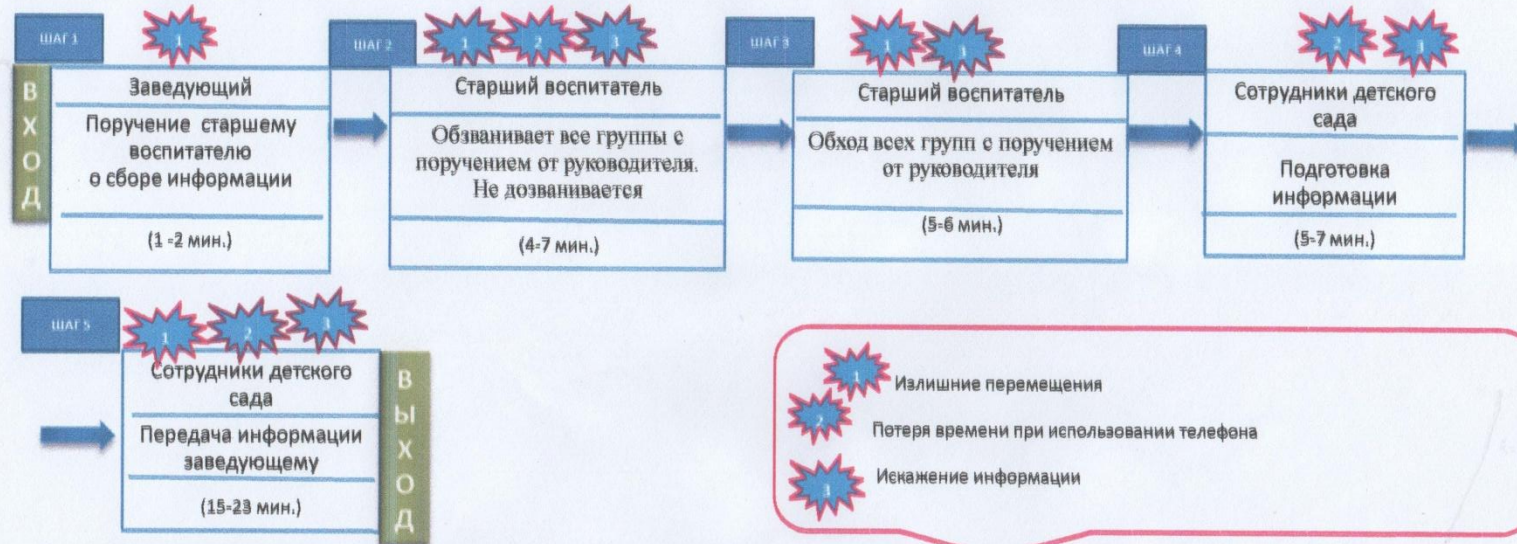 ШАГ 1
1
ВХОД
Заведующий
Поручение старшему
воспитателю
о сборе информации
(1 -2 мин.)
ШАГ 2
1
2
3
Старший воспитатель
Обзванивает все группы с
поручением от руководителя.
Не дозванивается
(4-7 мин.)
ШАГ 3
1
3
Старший воспитатель
Обход всех групп с поручением
от руководителя
(5-6 мин.)
ШАГ 4
2
3
Сотрудники детского
сада
Подготовка
информации
(5-7 мин.)
ШАГ 5
1
2
3
Сотрудники детского
сада
Передача информации
заведующему
(15-23 мин.)
ВЫХОД
1
Излишние перемещения
2
Потеря времени при использовании телефона
3
Искажение информации